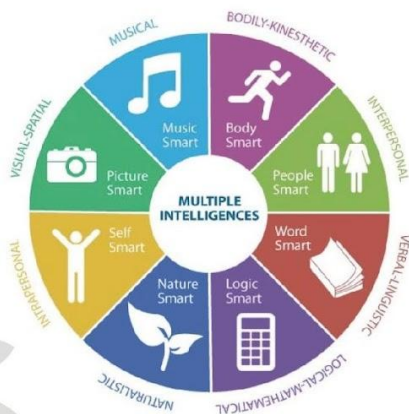 MUSICAL
BODILY-KINESTHETIC
VISUAL-SPATIAL
INTERPERSONAL
Music
Smart
Body
Smart
Picture
Smart
People
Smart
MULTIPLE
INTELLIGENCES
Self
Smart
Word
Smart
Nature
Smart
Logic
Smart
INTRAPERSONAL
VERBAL-LINGUISTIC
NATURALISTIC
LOGICAL-MATHEMATICAL